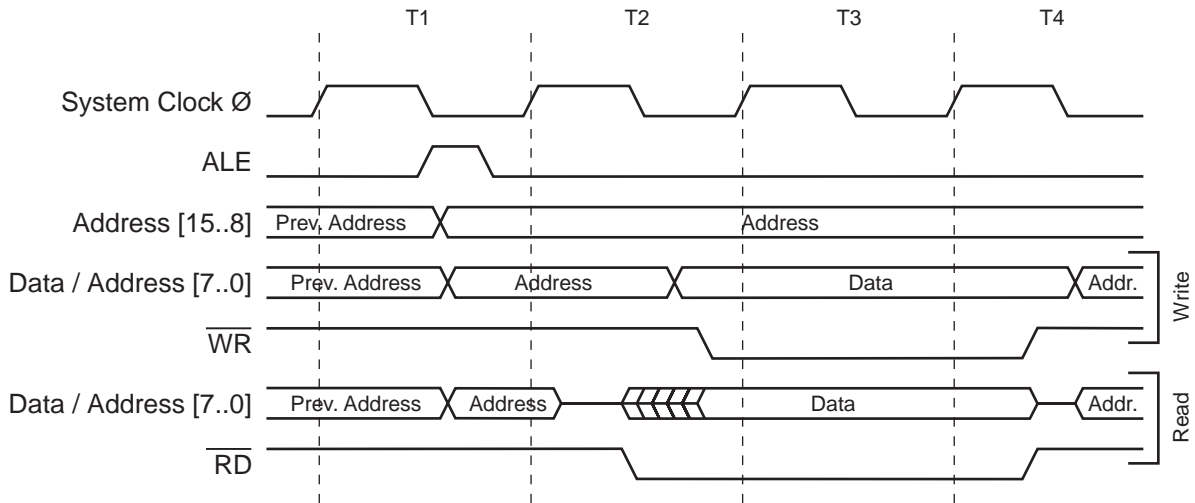 T1 T2 T3 T4
System Clock Ø
ALE
Address [15..8] Prev. Address Address
Data / Address [7..0] Prev. Address Address Data Addr.
WR
Write
Data / Address [7..0] Prev. Address Address Data Addr.
RD
Read